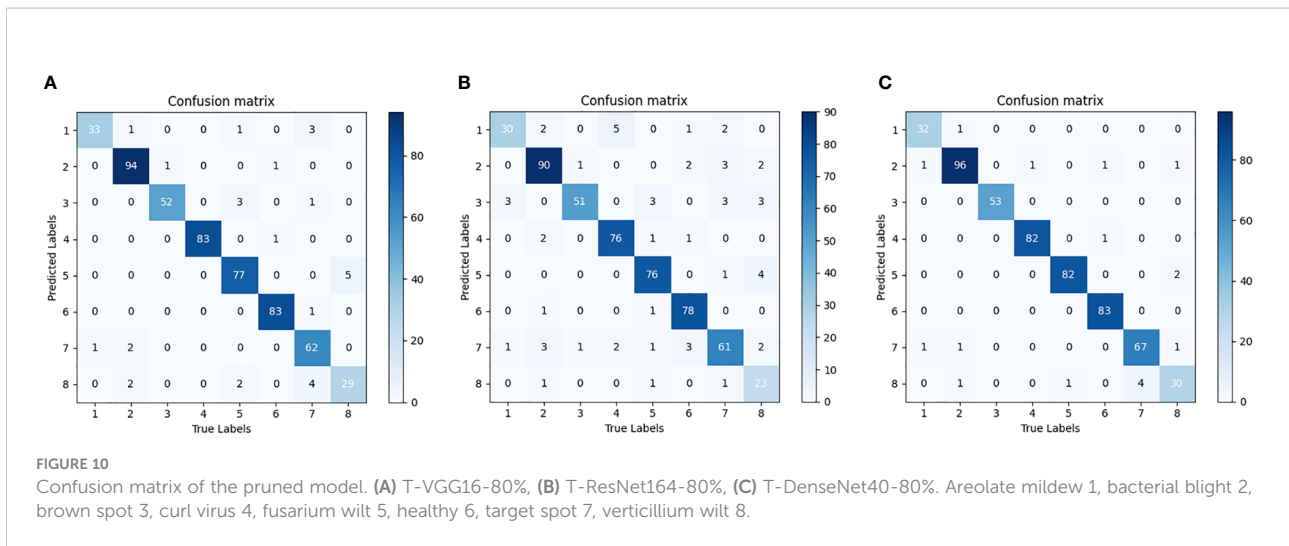 A
Confusion matrix
1 33 1 0 0 1 0 3 0
2 0 94 1 0 0 1 0 0
3 0 0 52 0 3 0 1 0
4 0 0 0 83 0 1 0 0
5 0 0 0 0 77 0 0 5
6 0 0 0 0 0 83 1 0
7 1 2 0 0 0 0 62 0
8 0 2 0 0 2 0 4 29
1 2 3 4 5 6 7 8
Predicted Labels
True Labels
80
60
40
20
0
B
Confusion matrix
1 30 2 0 5 0 1 2 0
2 0 90 1 0 0 2 3 2
3 3 0 51 0 3 0 3 3
4 0 2 0 76 1 1 0 0
5 0 0 0 0 76 0 1 4
6 0 1 0 0 1 78 0 0
7 1 3 1 2 1 3 61 2
8 0 1 0 0 1 0 1 23
1 2 3 4 5 6 7 8
Predicted Labels
True Labels
90
80
70
60
50
40
30
20
10
0
C
Confusion matrix
1 32 1 0 0 0 0 0 0
2 1 96 0 1 0 1 0 1
3 0 0 53 0 0 0 0 0
4 0 0 0 82 0 1 0 0
5 0 0 0 0 82 0 0 2
6 0 0 0 0 0 83 0 0
7 1 1 0 0 0 0 67 1
8 0 1 0 0 1 0 4 30
1 2 3 4 5 6 7 8
Predicted Labels
True Labels
80
60
40
20
0
FIGURE 10
Confusion matrix of the pruned model. (A) T-VGG16-80%, (B) T-ResNet164-80%, (C) T-DenseNet40-80%. Areolate mildew 1, bacterial blight 2,
brown spot 3, curl virus 4, fusarium wilt 5, healthy 6, target spot 7, verticillium wilt 8.